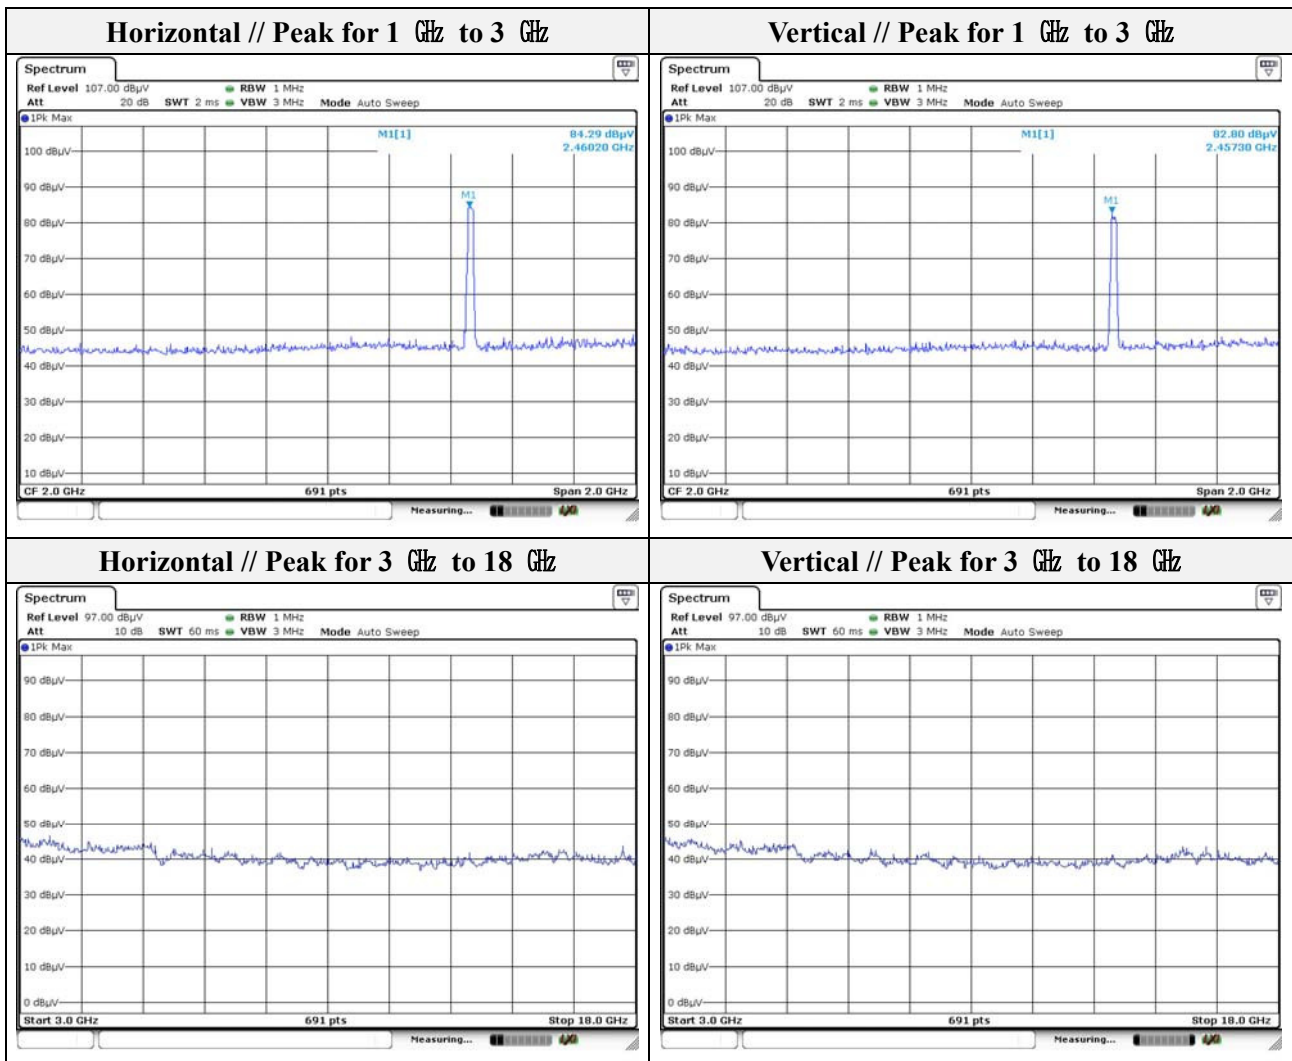 Horizontal // Peak for 1 ㎓ to 3 ㎓
Spectrum
Ref Level 107.00 dBµV RBW 1 MHz
Att 20 dB SWT 2 ms VBW 3 MHz Mode Auto Sweep
1Pk Max
M1[1] 84.29 dBµV
2.46020 GHz
100 dBµV
90 dBµV
M1
80 dBµV
70 dBµV
60 dBµV
50 dBµV
40 dBµV
30 dBµV
20 dBµV
10 dBµV
CF 2.0 GHz 691 pts Span 2.0 GHz
Measuring...
Vertical // Peak for 1 ㎓ to 3 ㎓
Spectrum
Ref Level 107.00 dBµV RBW 1 MHz
Att 20 dB SWT 2 ms VBW 3 MHz Mode Auto Sweep
1Pk Max
M1[1] 82.80 dBµV
2.45730 GHz
100 dBµV
90 dBµV
M1
80 dBµV
70 dBµV
60 dBµV
50 dBµV
40 dBµV
30 dBµV
20 dBµV
10 dBµV
CF 2.0 GHz 691 pts Span 2.0 GHz
Measuring...
Horizontal // Peak for 3 ㎓ to 18 ㎓
Spectrum
Ref Level 97.00 dBµV RBW 1 MHz
Att 10 dB SWT 60 ms VBW 3 MHz Mode Auto Sweep
1Pk Max
90 dBµV
80 dBµV
70 dBµV
60 dBµV
50 dBµV
40 dBµV
30 dBµV
20 dBµV
10 dBµV
0 dBµV
Start 3.0 GHz 691 pts Stop 18.0 GHz
Measuring...
Vertical // Peak for 3 ㎓ to 18 ㎓
Spectrum
Ref Level 97.00 dBµV RBW 1 MHz
Att 10 dB SWT 60 ms VBW 3 MHz Mode Auto Sweep
1Pk Max
90 dBµV
80 dBµV
70 dBµV
60 dBµV
50 dBµV
40 dBµV
30 dBµV
20 dBµV
10 dBµV
0 dBµV
Start 3.0 GHz 691 pts Stop 18.0 GHz
Measuring...